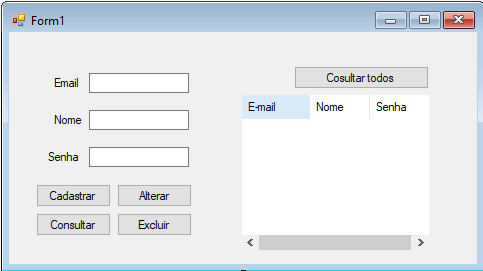 Form1
Email
Nome
Senha
Cadastrar Alterar
Consultar Excluir
Cosultar todos
E-mail Nome Senha